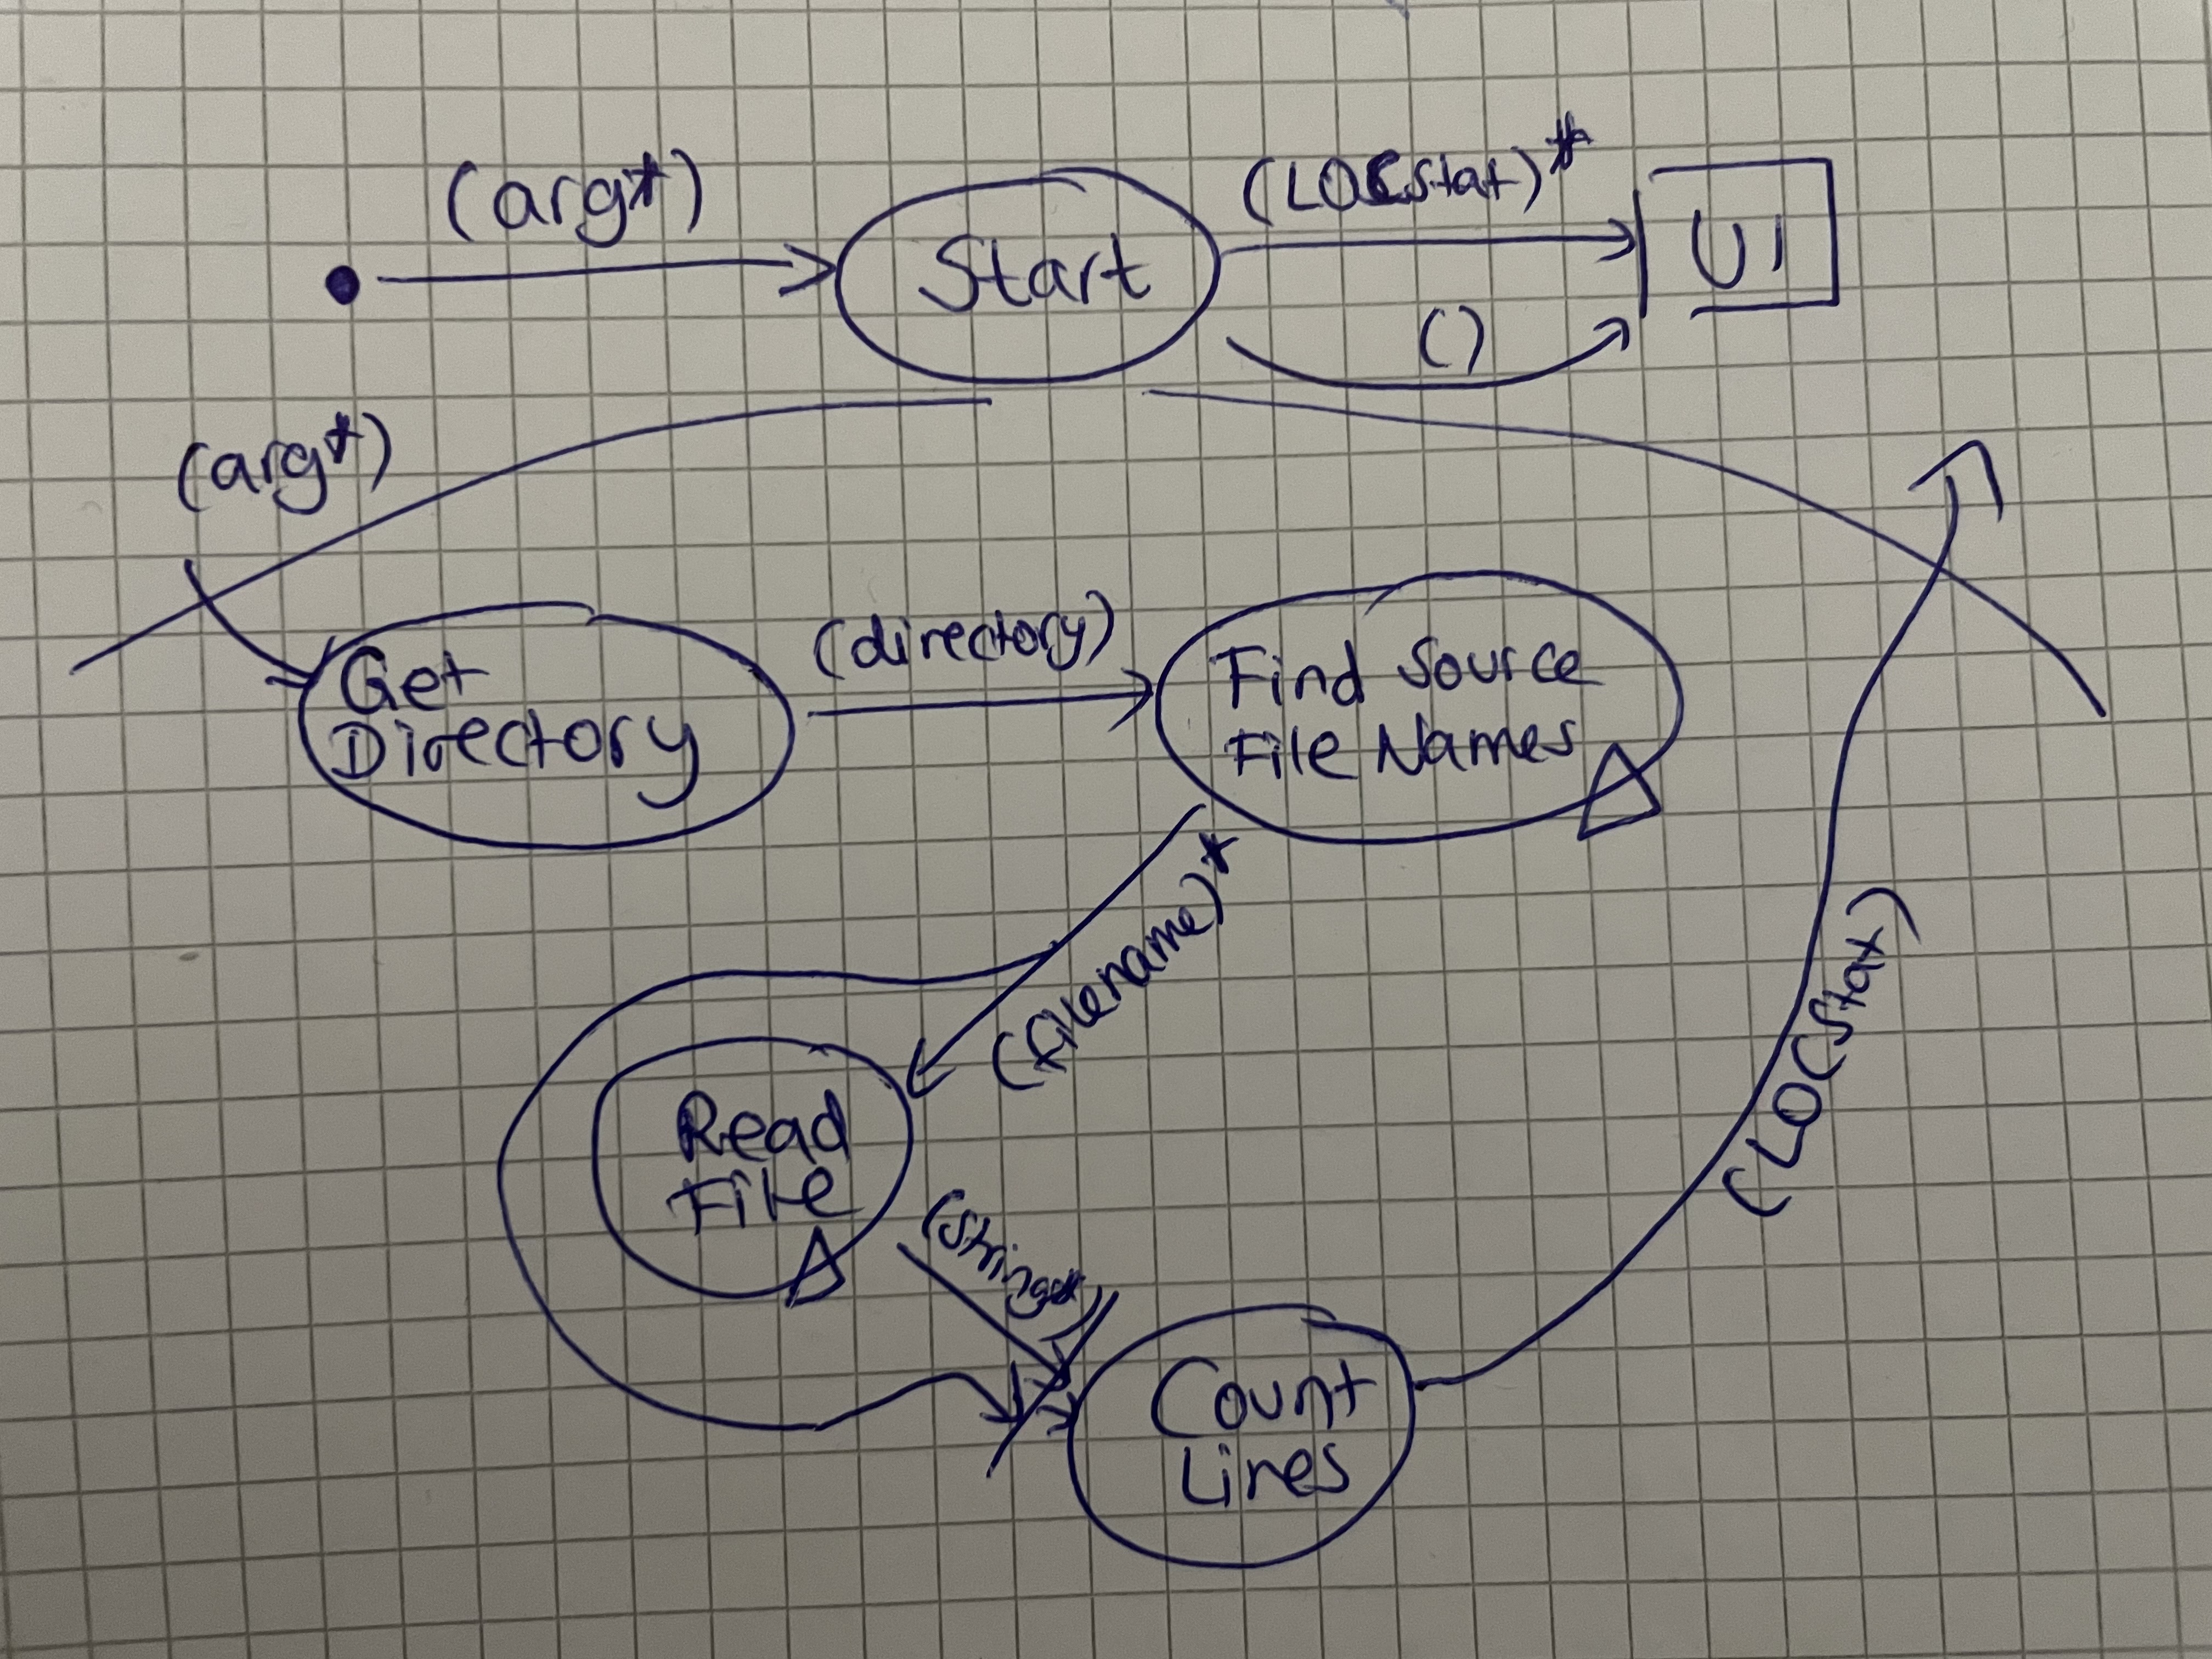 (arg*)
Start
(LOCStat)*
UI
()
(arg*)
Get
Directory
(directory)
Find Source
File Names
(filename)*
Read
File
(string*)
Count
Lines
(LOCStat)